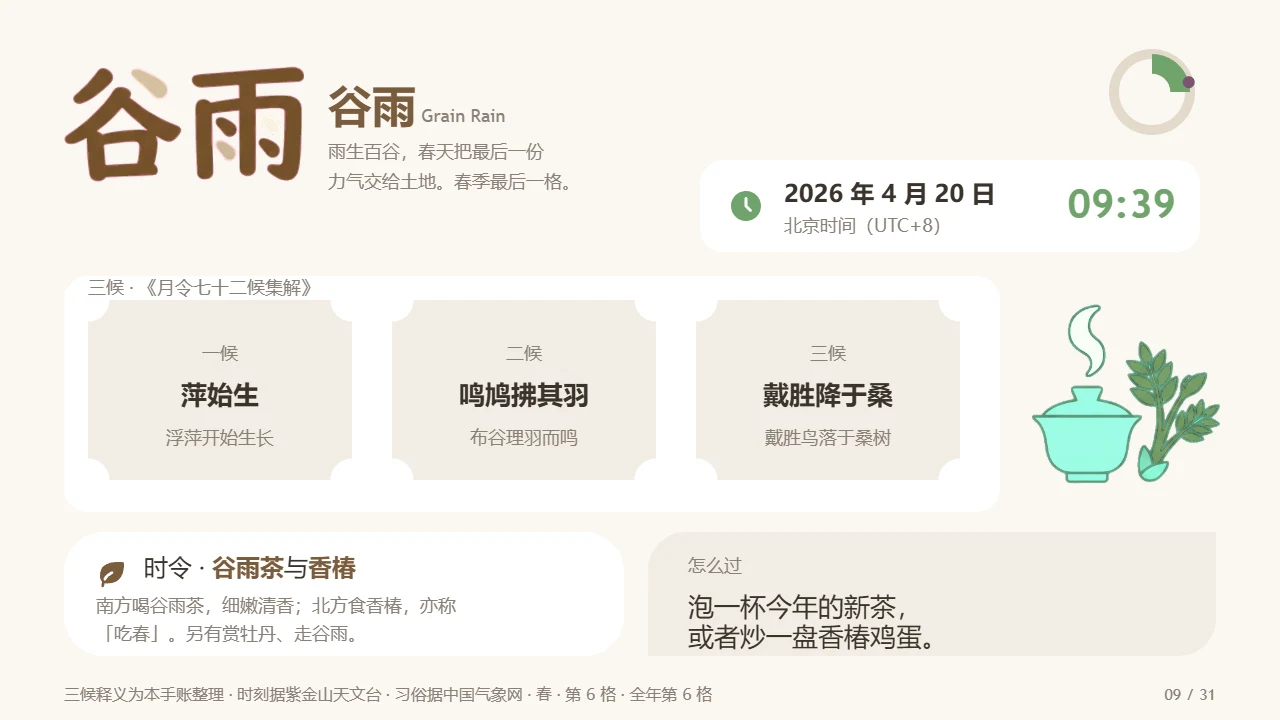 谷雨
谷雨 Grain Rain
雨生百谷，春天把最后一份
力气交给土地。春季最后一格。
2026 年 4 月 20 日
北京时间（UTC+8）
09:39
三候 ·《月令七十二候集解》
一候
萍始生
浮萍开始生长
二候
鸣鸠拂其羽
布谷理羽而鸣
三候
戴胜降于桑
戴胜鸟落于桑树
时令 · 谷雨茶与香椿
南方喝谷雨茶，细嫩清香；北方食香椿，亦称
「吃春」。另有赏牡丹、走谷雨。
怎么过
泡一杯今年的新茶，
或者炒一盘香椿鸡蛋。
三候释义为本手账整理 · 时刻据紫金山天文台 · 习俗据中国气象网 · 春 · 第 6 格 · 全年第 6 格
09 / 31